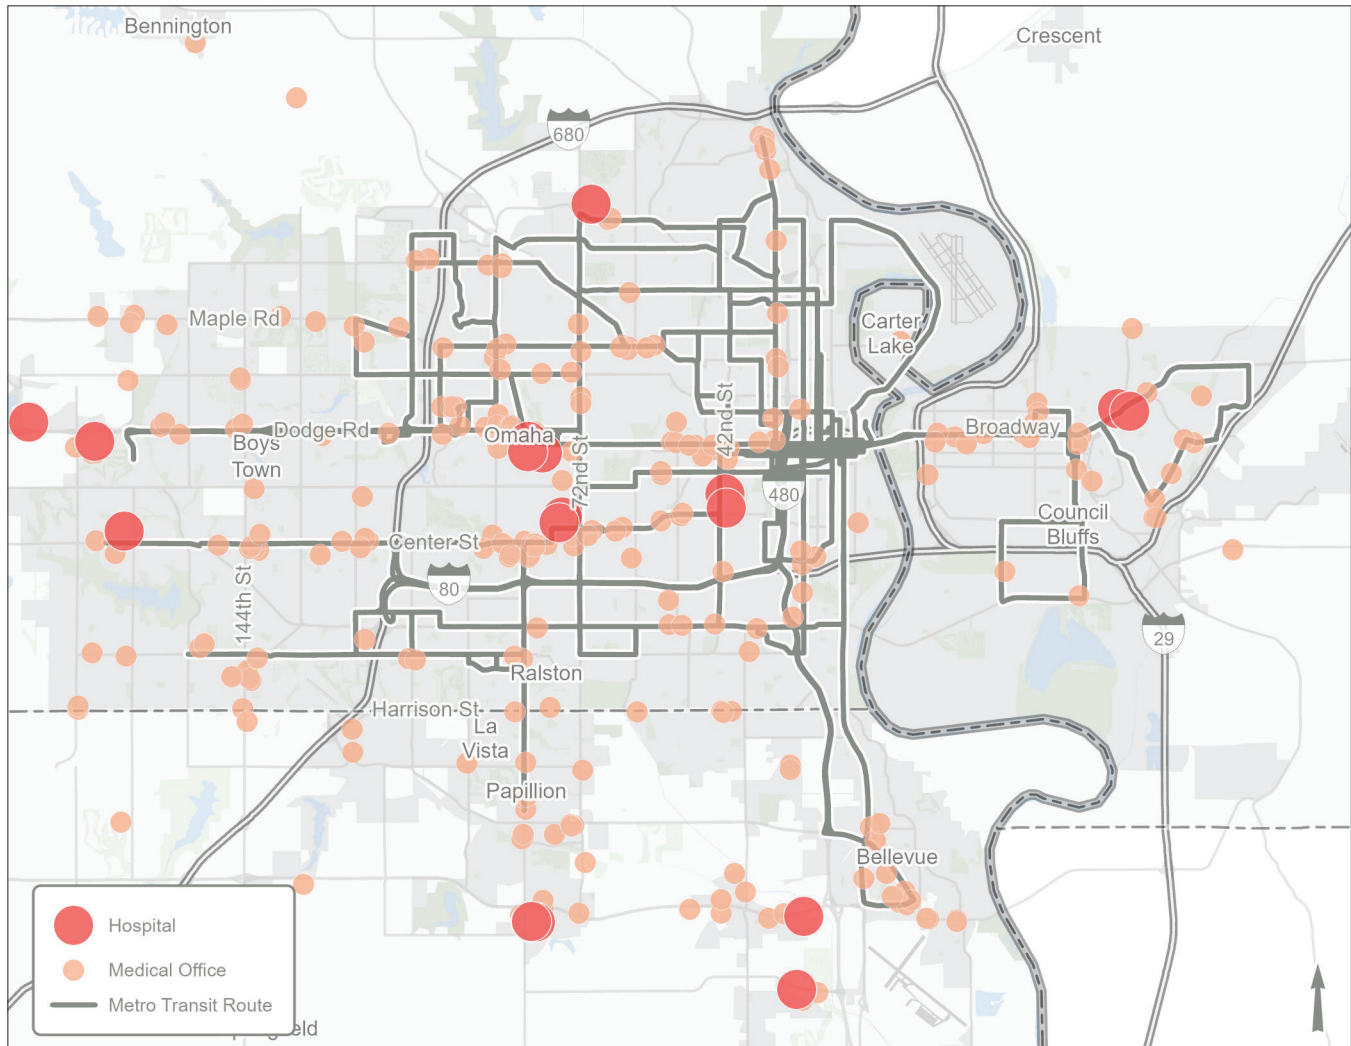 Bennington
Crescent
680
Maple Rd
Carter
Lake
42nd St
Dodge Rd
Omaha
Broadway
Boys
Town
72nd St
480
Council
Bluffs
Center St
80
144th St
29
Ralston
Harrison St
La
Vista
Papillion
Bellevue
Hospital
Medical Office
Metro Transit Route